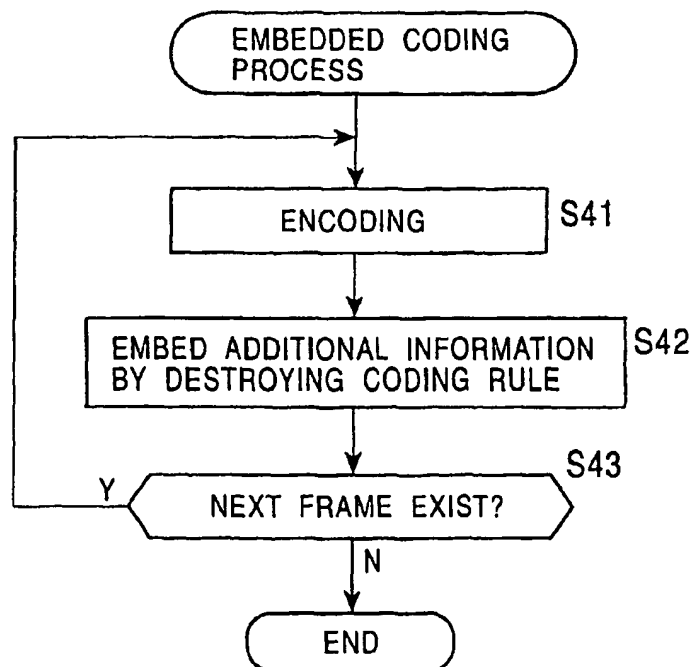 EMBEDDED CODING
PROCESS
ENCODING
S41
EMBED ADDITIONAL INFORMATION
BY DESTROYING CODING RULE
S42
S43
Y
NEXT FRAME EXIST?
N
END